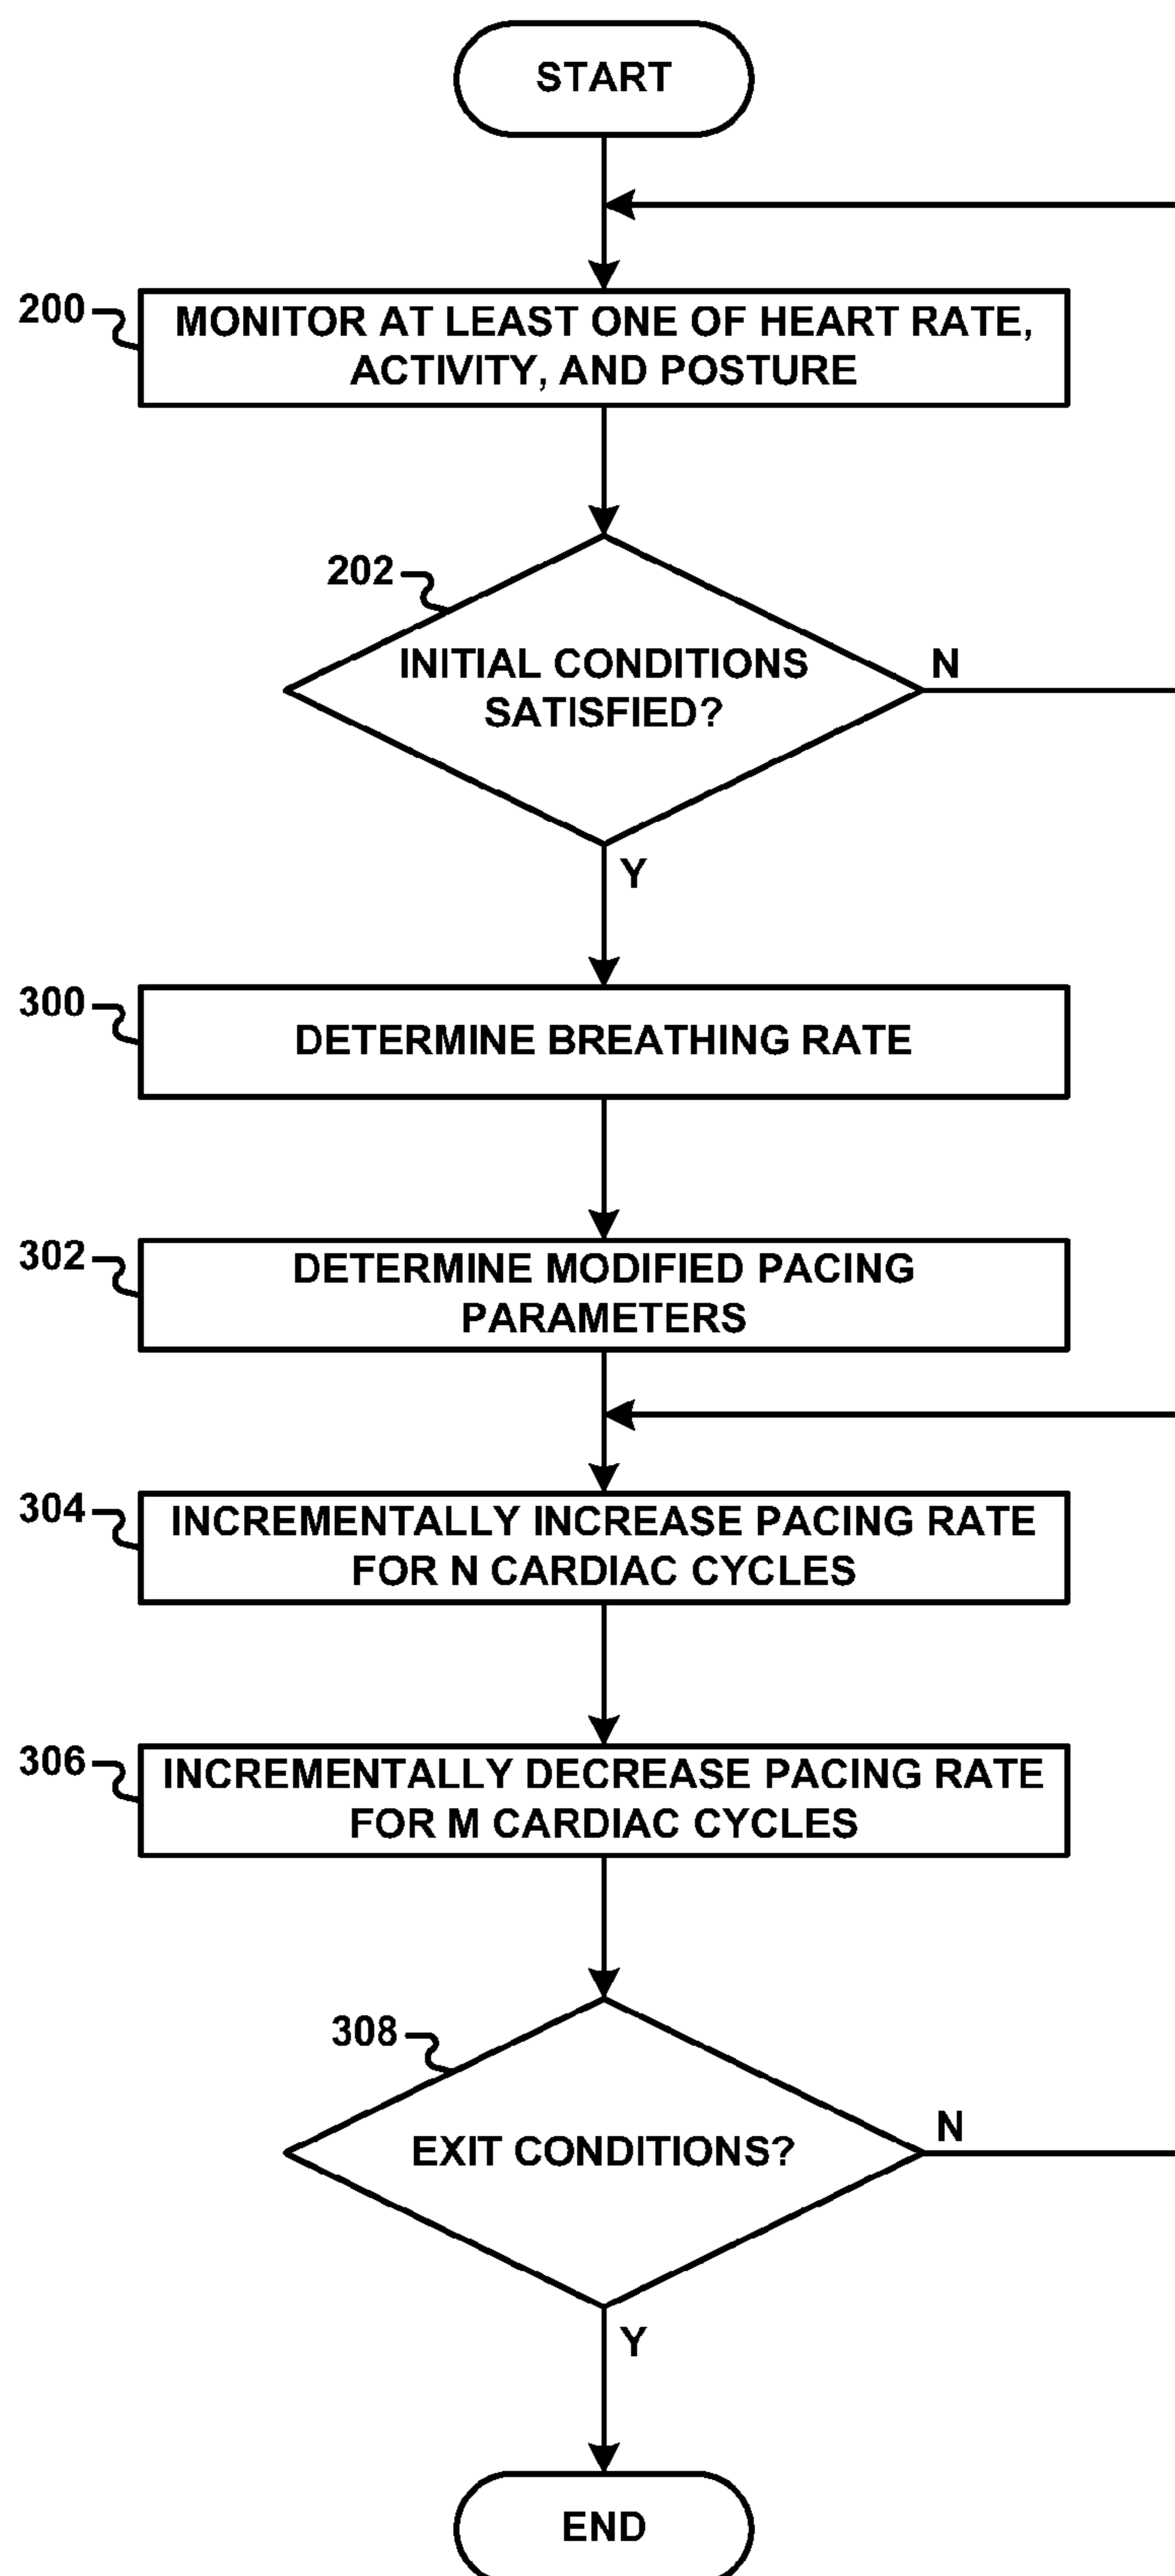 START
200
MONITOR AT LEAST ONE OF HEART RATE,
ACTIVITY, AND POSTURE
202
INITIAL CONDITIONS
SATISFIED?
N
Y
300
DETERMINE BREATHING RATE
302
DETERMINE MODIFIED PACING
PARAMETERS
304
INCREMENTALLY INCREASE PACING RATE
FOR N CARDIAC CYCLES
306
INCREMENTALLY DECREASE PACING RATE
FOR M CARDIAC CYCLES
308
EXIT CONDITIONS?
N
Y
END